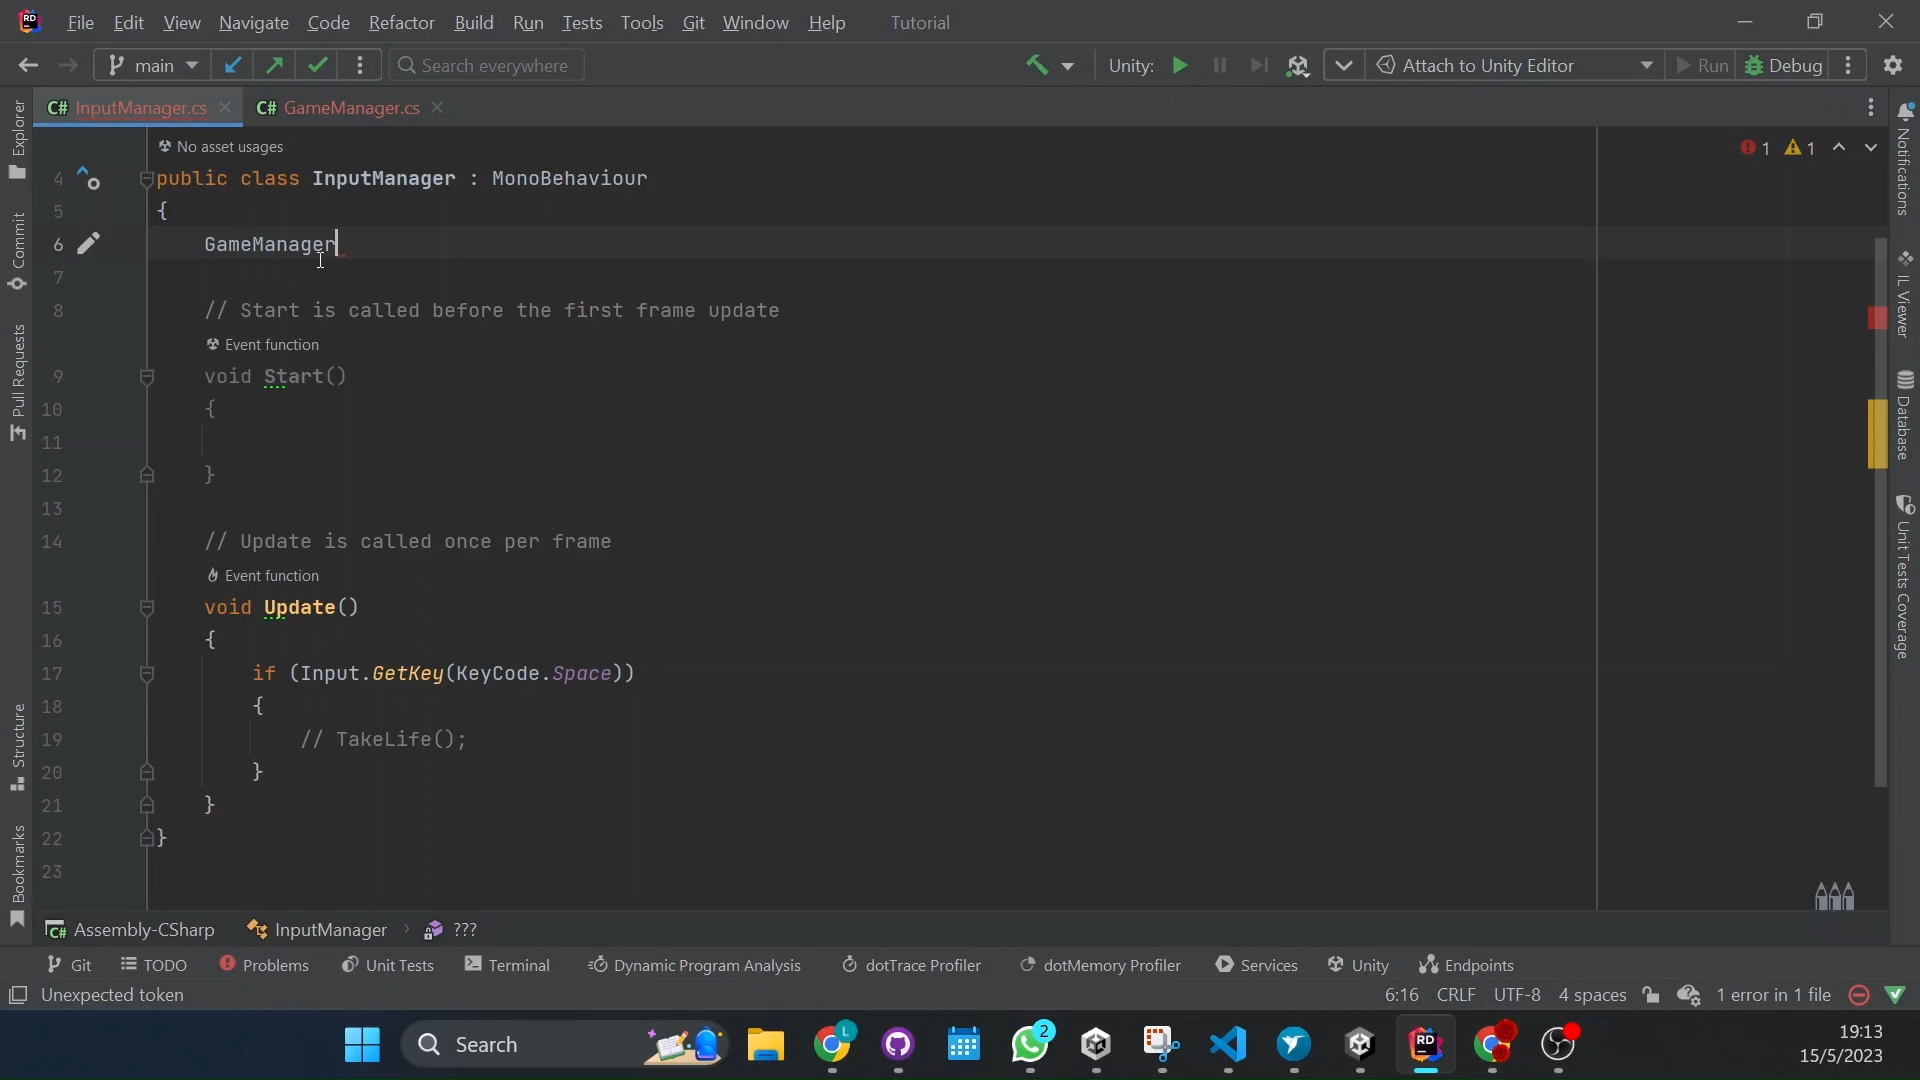 File Edit View Navigate Code Refactor Build Run Tests Tools Git Window Help Tutorial
main Search everywhere Unity: Attach to Unity Editor Run Debug
C# InputManager.cs C# GameManager.cs
No asset usages 1 1
4 public class InputManager : MonoBehaviour
5 {
6 GameManager
7
8 // Start is called before the first frame update
Event function
9 void Start()
10 {
11
12 }
13
14 // Update is called once per frame
Event function
15 void Update()
16 {
17 if (Input.GetKey(KeyCode.Space))
18 {
19 // TakeLife();
20 }
21 }
22 }
23
Explorer
Commit
Pull Requests
Structure
Bookmarks
Notifications
IL Viewer
Database
Unit Tests Coverage
C# Assembly-CSharp InputManager › ???
Git TODO Problems Unit Tests Terminal Dynamic Program Analysis dotTrace Profiler dotMemory Profiler Services Unity Endpoints
Unexpected token 6:16 CRLF UTF-8 4 spaces 1 error in 1 file
Search L 2 RD 19:13
15/5/2023